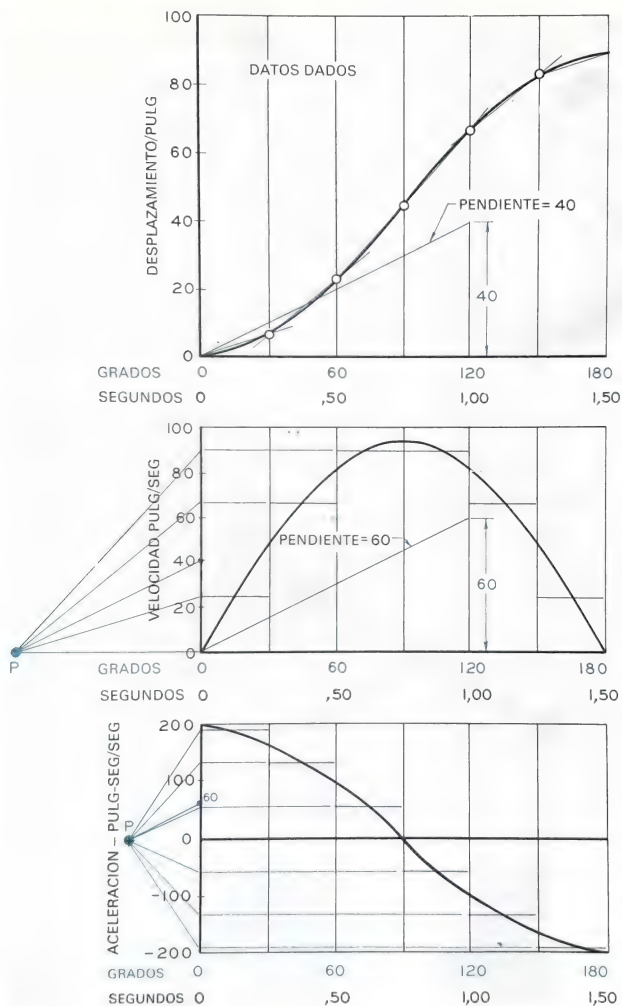 100
DATOS DADOS
80
60
DESPLAZAMIENTO/PULG
PENDIENTE = 40
40
20
40
0
GRADOS 0 60 120 180
SEGUNDOS 0 ,50 1,00 1,50
100
80
60
VELOCIDAD PULG/SEG
PENDIENTE = 60
40
60
20
0
P GRADOS 0 60 120 180
SEGUNDOS 0 ,50 1,00 1,50
200
ACELERACION – PULG-SEG/SEG
100
60
P
0
-100
-200
GRADOS 0 60 120 180
SEGUNDOS 0 ,50 1,00 1,50